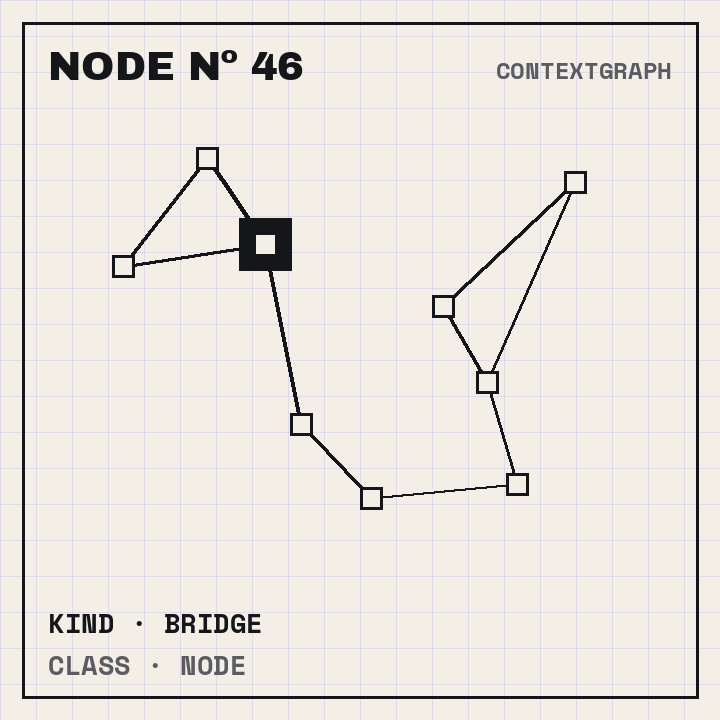 NODE Nº 46
CONTEXTGRAPH
KIND · BRIDGE
CLASS · NODE